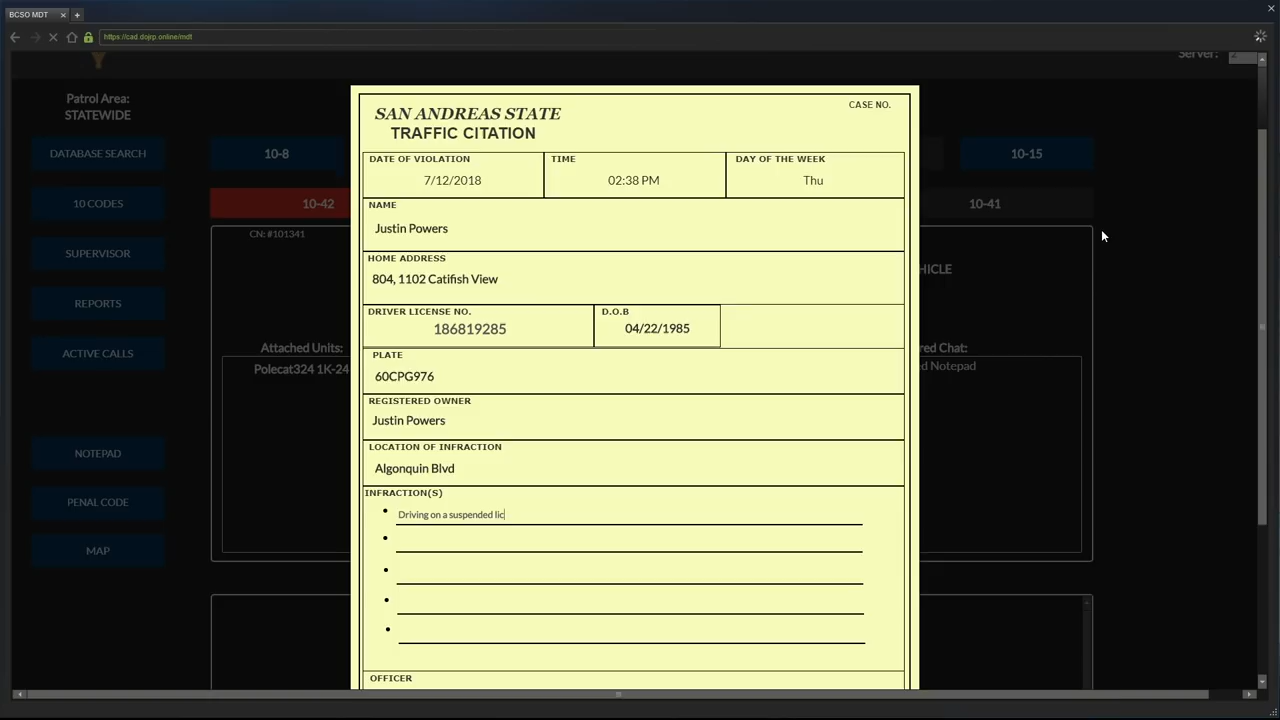 BCSO MDT
https://cad.dojrp.online/mdt
Server: 2
Patrol Area:
STATEWIDE
DATABASE SEARCH
10-8
10-15
10 CODES
10-42
10-41
SUPERVISOR
CN: #101341
HICLE
REPORTS
ACTIVE CALLS
Attached Units:
red Chat:
Polecat324 1K-24
d Notepad
NOTEPAD
PENAL CODE
MAP
SAN ANDREAS STATE
TRAFFIC CITATION
CASE NO.
DATE OF VIOLATION
TIME
DAY OF THE WEEK
7/12/2018
02:38 PM
Thu
NAME
Justin Powers
HOME ADDRESS
804, 1102 Catifish View
DRIVER LICENSE NO.
D.O.B
186819285
04/22/1985
PLATE
60CPG976
REGISTERED OWNER
Justin Powers
LOCATION OF INFRACTION
Algonquin Blvd
INFRACTION(S)
Driving on a suspended lic
OFFICER